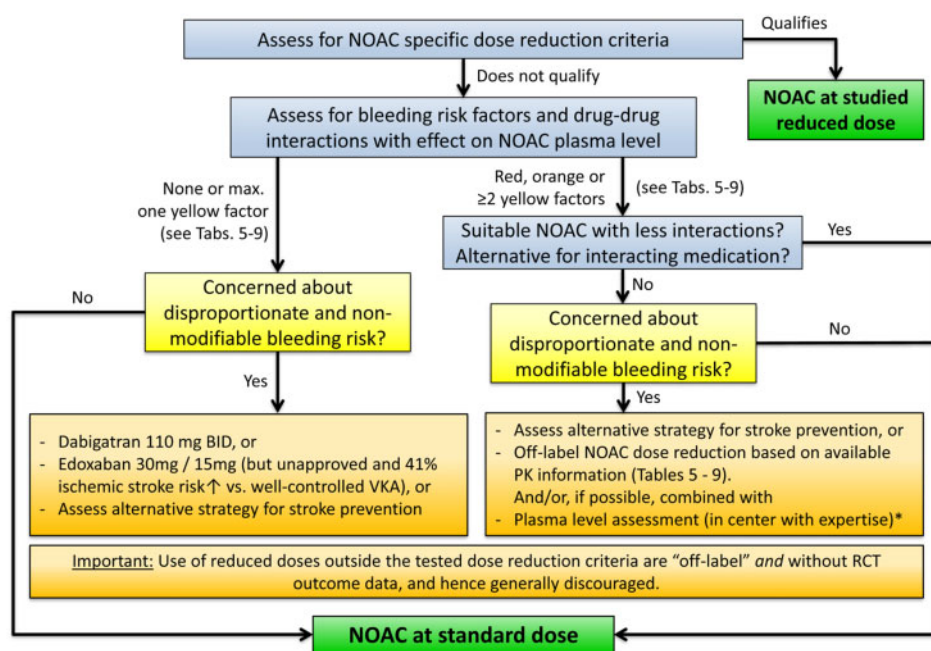 Assess for NOAC specific dose reduction criteria
Qualifies
NOAC at studied
reduced dose
Does not qualify
Assess for bleeding risk factors and drug-drug
interactions with effect on NOAC plasma level
None or max.
one yellow factor
(see Tabs. 5-9)
Red, orange or
≥2 yellow factors
(see Tabs. 5-9)
Suitable NOAC with less interactions?
Alternative for interacting medication?
Yes
No
No
Concerned about
disproportionate and non-
modifiable bleeding risk?
Concerned about
disproportionate and non-
modifiable bleeding risk?
No
Yes
Yes
- Dabigatran 110 mg BID, or
- Edoxaban 30mg / 15mg (but unapproved and 41%
ischemic stroke risk↑ vs. well-controlled VKA), or
- Assess alternative strategy for stroke prevention
- Assess alternative strategy for stroke prevention, or
- Off-label NOAC dose reduction based on available
PK information (Tables 5 - 9).
And/or, if possible, combined with
- Plasma level assessment (in center with expertise)*
Important: Use of reduced doses outside the tested dose reduction criteria are “off-label” and without RCT
outcome data, and hence generally discouraged.
NOAC at standard dose